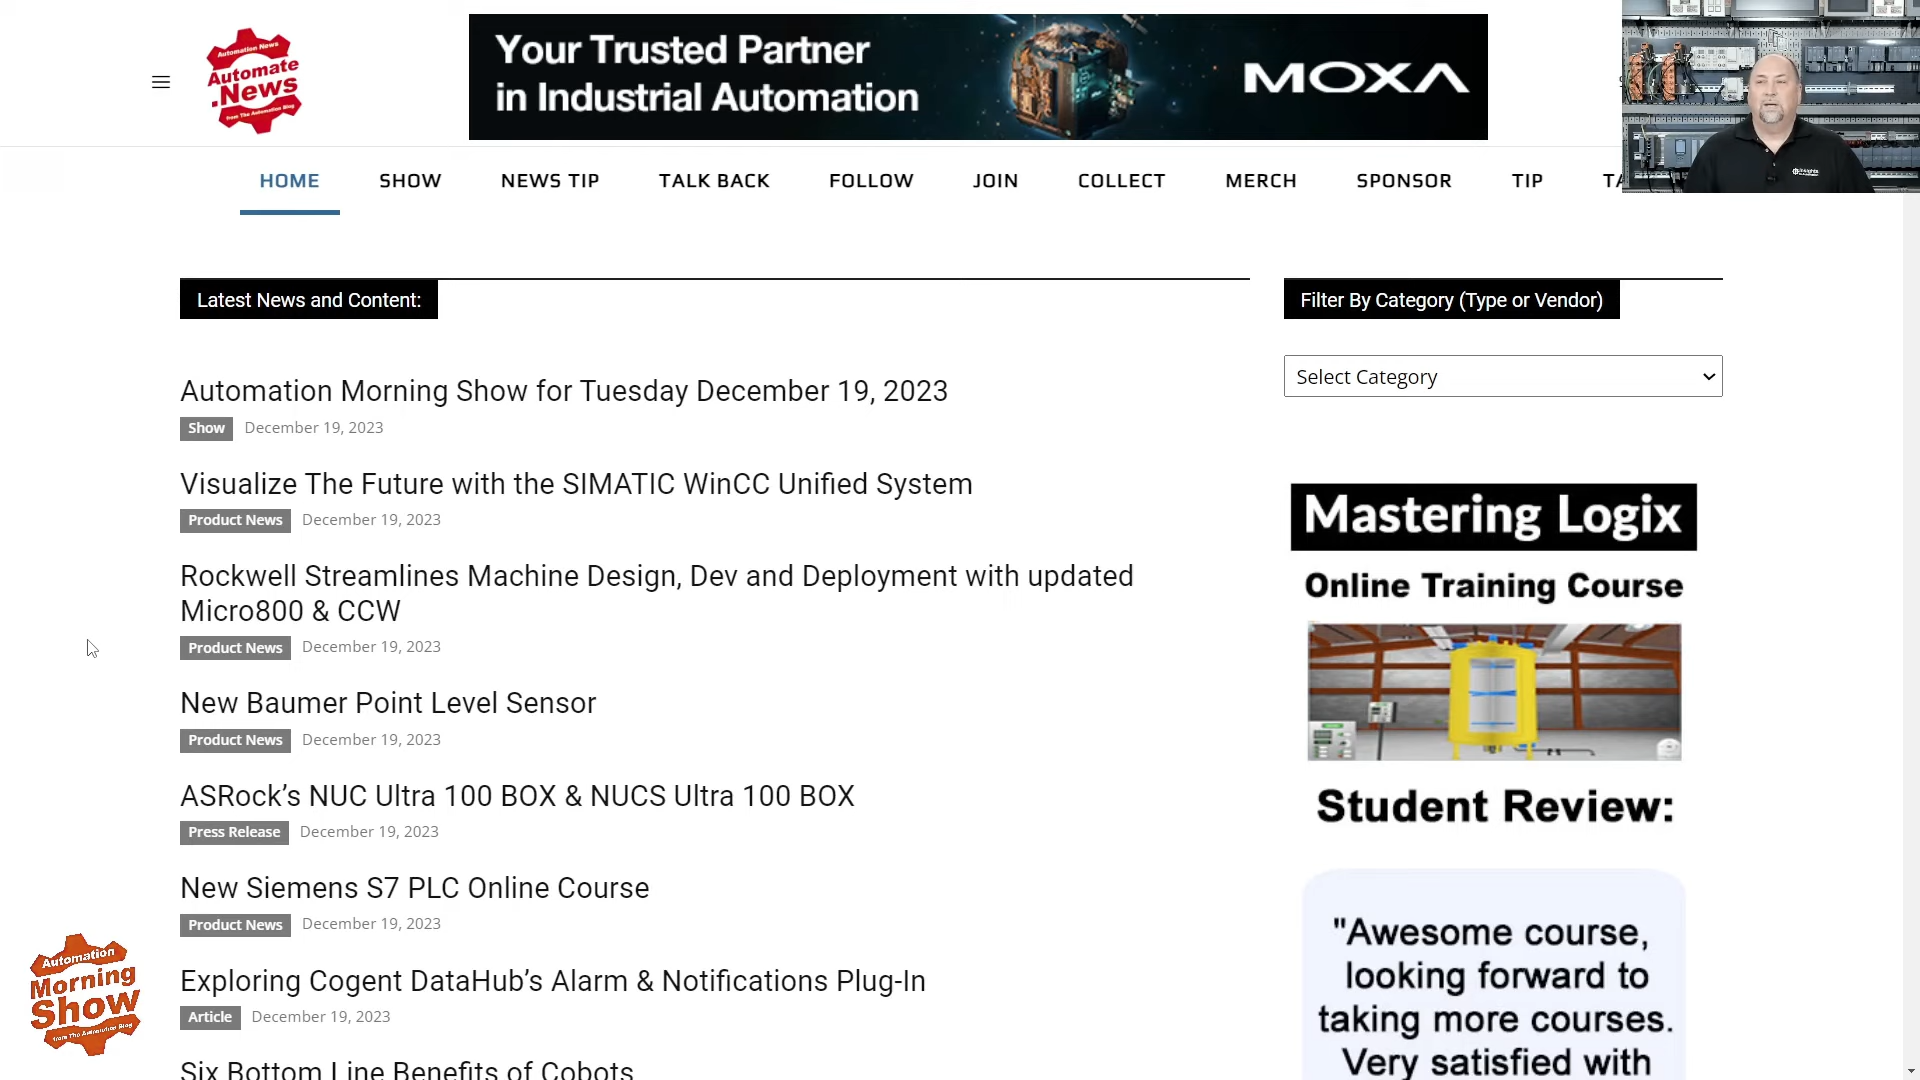 Automation News
Automate
.News
from The Automation Blog
Your Trusted Partner
in Industrial Automation
MOXA
HOME SHOW NEWS TIP TALK BACK FOLLOW JOIN COLLECT MERCH SPONSOR TIP TA
Latest News and Content:
Automation Morning Show for Tuesday December 19, 2023
Show December 19, 2023
Visualize The Future with the SIMATIC WinCC Unified System
Product News December 19, 2023
Rockwell Streamlines Machine Design, Dev and Deployment with updated
Micro800 & CCW
Product News December 19, 2023
New Baumer Point Level Sensor
Product News December 19, 2023
ASRock’s NUC Ultra 100 BOX & NUCS Ultra 100 BOX
Press Release December 19, 2023
New Siemens S7 PLC Online Course
Product News December 19, 2023
Exploring Cogent DataHub’s Alarm & Notifications Plug-In
Article December 19, 2023
Six Bottom Line Benefits of Cobots
Filter By Category (Type or Vendor)
Select Category
Mastering Logix
Online Training Course
Student Review:
"Awesome course,
looking forward to
taking more courses.
Very satisfied with
Automation
Morning
Show
from The Automation Blog